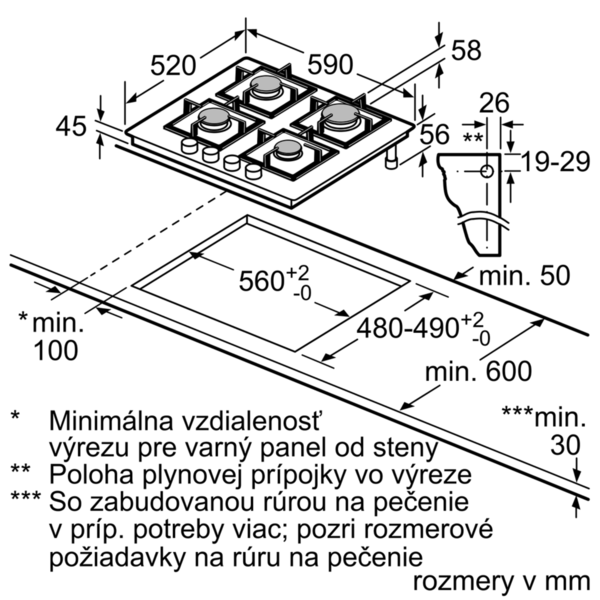 520
590
58
45
56
26
**
19-29
560+2
-0
min. 50
480-490+2
-0
*min.
100
min. 600
***min.
30
* Minimálna vzdialenosť
výrezu pre varný panel od steny
** Poloha plynovej prípojky vo výreze
*** So zabudovanou rúrou na pečenie
v príp. potreby viac; pozri rozmerové
požiadavky na rúru na pečenie
rozmery v mm